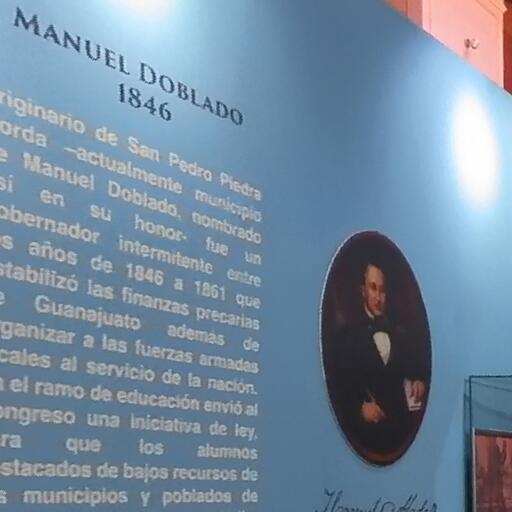 MANUEL DOBLADO
1846
riginario de San Pedro Piedra
orda –actualmente municipio
e Manuel Doblado, nombrado
sí en su honor- fue un
obernador intermitente entre
s años de 1846 a 1861 que
stabilizó las finanzas precarias
e Guanajuato además de
rganizar a las fuerzas armadas
cales al servicio de la nación.
n el ramo de educación envió al
ongreso una iniciativa de ley,
ra que los alumnos
stacados de bajos recursos de
s municipios y poblados de